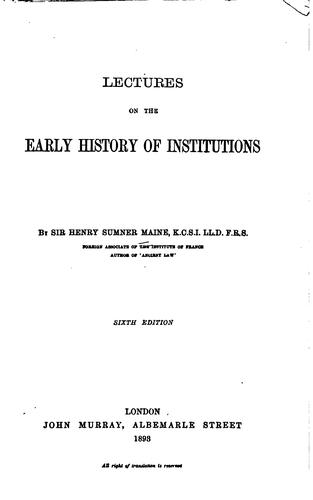 LECTURES
ON THE
EARLY HISTORY OF INSTITUTIONS
BY SIR HENRY SUMNER MAINE, K.C.S.I. LL.D. F.R.S.
FOREIGN ASSOCIATE OF THE INSTITUTE OF FRANCE
AUTHOR OF 'ANCIENT LAW'
SIXTH EDITION
LONDON
JOHN MURRAY, ALBEMARLE STREET
1893
All right of translation is reserved